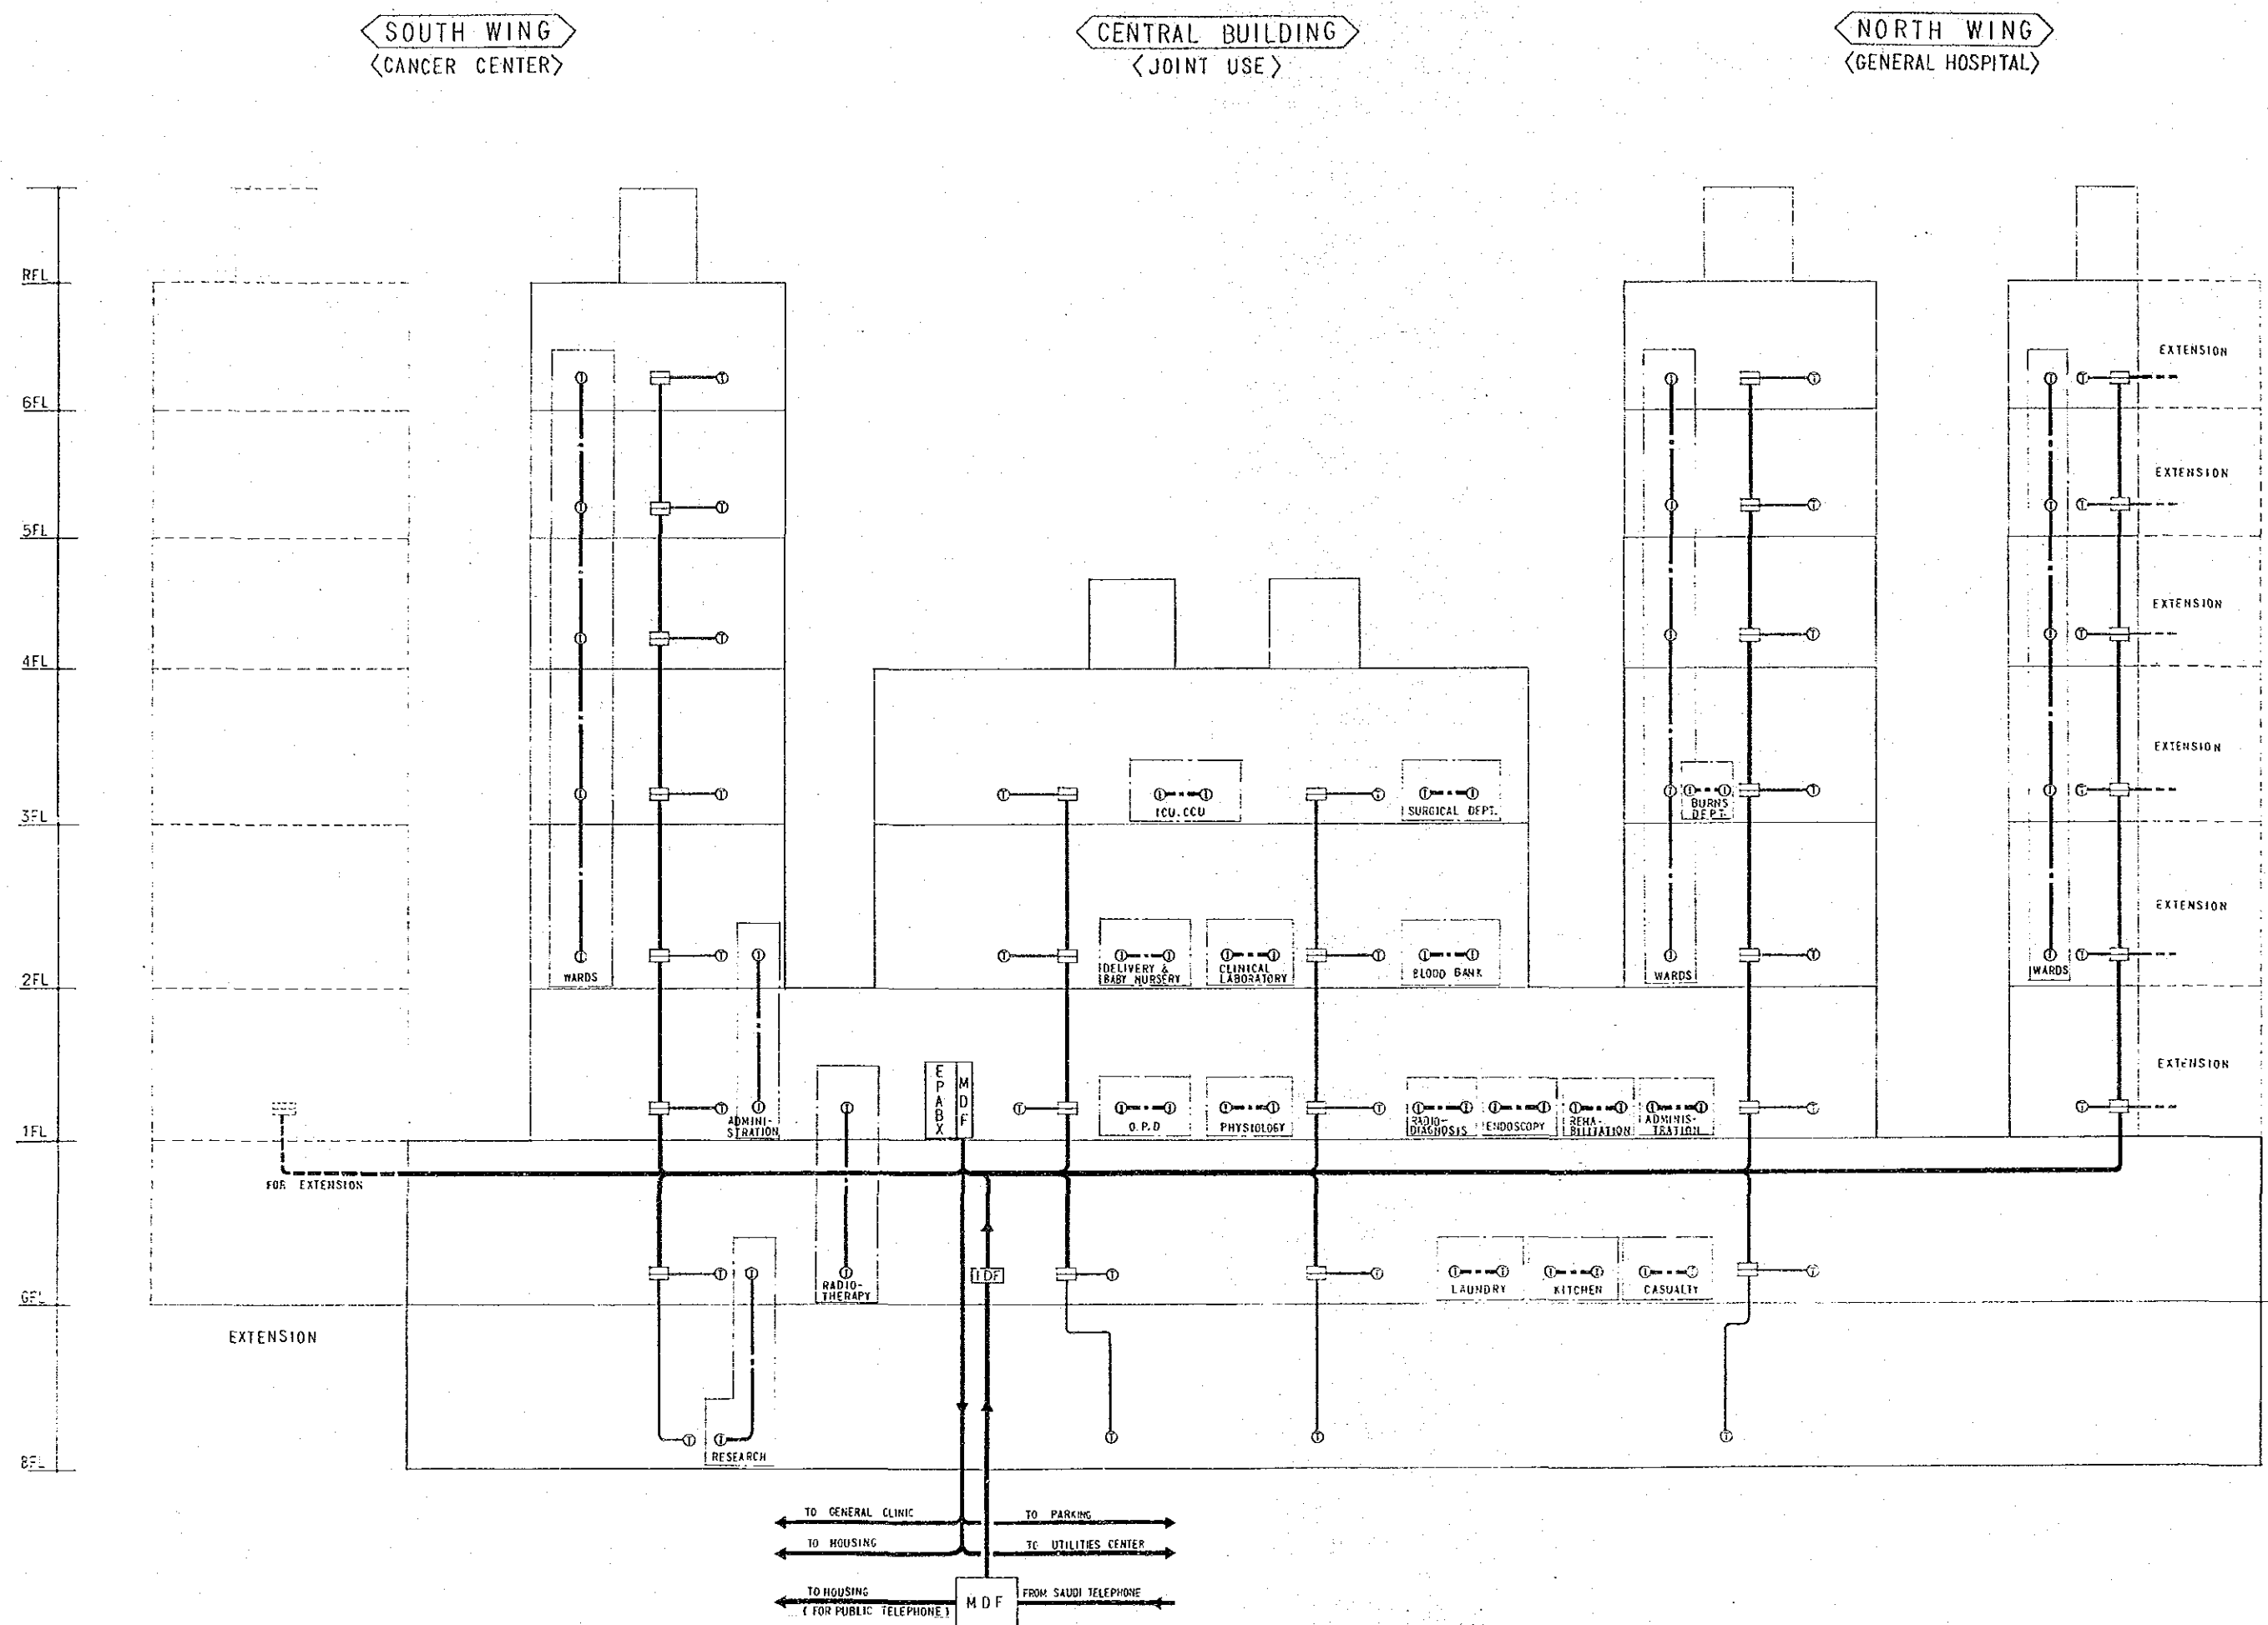 SOUTH WING
<CANCER CENTER>
CENTRAL BUILDING
<JOINT USE>
NORTH WING
<GENERAL HOSPITAL>
RFL
6FL
5FL
4FL
3FL
2FL
1FL
GFL
BFL
EXTENSION
EXTENSION
EXTENSION
EXTENSION
EXTENSION
EXTENSION
ICU.CCU
SURGICAL DEPT.
BURNS
DEPT.
WARDS
DELIVERY &
BABY NURSERY
CLINICAL
LABORATORY
BLOOD BANK
WARDS
WARDS
ADMINI-
STRATION
EPABX
MDF
O.P.D
PHYSIOLOGY
RADIO-
DIAGNOSIS
ENDOSCOPY
REHA-
BILITATION
ADMINIS-
TRATION
FOR EXTENSION
RADIO-
THERAPY
IDF
LAUNDRY
KITCHEN
CASUALTY
EXTENSION
RESEARCH
TO GENERAL CLINIC
TO PARKING
TO HOUSING
TO UTILITIES CENTER
TO HOUSING
(FOR PUBLIC TELEPHONE)
MDF
FROM SAUDI TELEPHONE